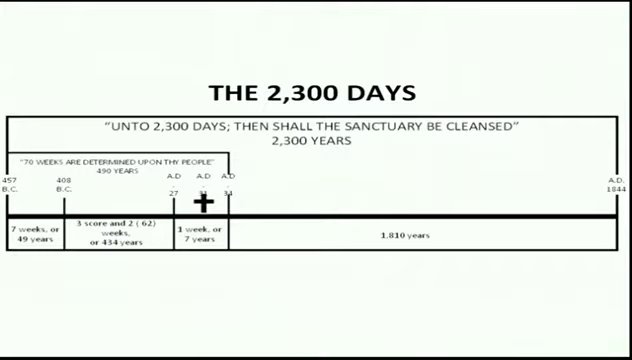 THE 2,300 DAYS
“UNTO 2,300 DAYS; THEN SHALL THE SANCTUARY BE CLEANSED”
2,300 YEARS
“70 WEEKS ARE DETERMINED UPON THY PEOPLE”
490 YEARS
457
B.C.
408
B.C.
A.D
27
A.D
31
A.D
34
A.D.
1844
7 weeks, or
49 years
3 score and 2 ( 62)
weeks,
or 434 years
1 week, or
7 years
1,810 years